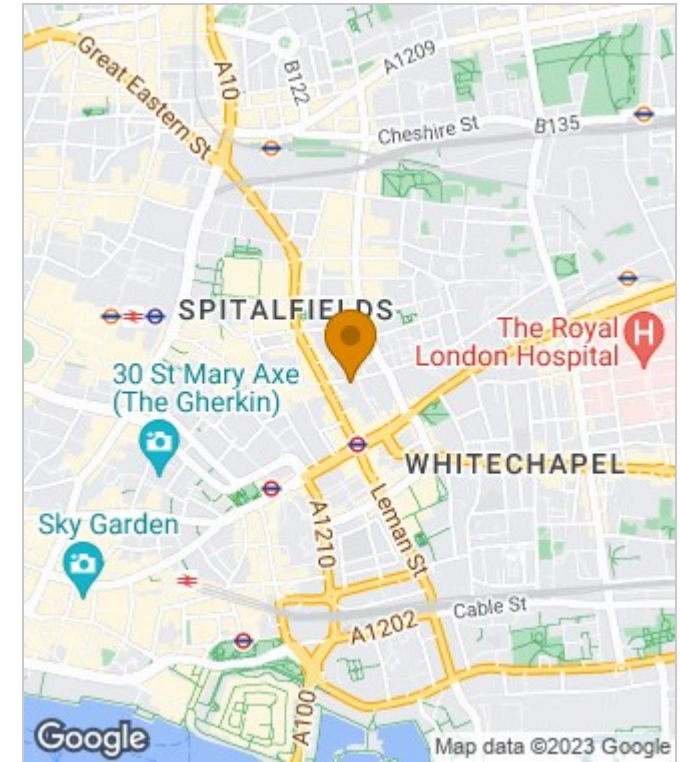 Great Eastern St
A10
B122
A1209
Cheshire St
B135
SPITALFIELDS
The Royal
London Hospital
H
30 St Mary Axe
(The Gherkin)
WHITECHAPEL
Sky Garden
A1210
Leman St
Cable St
A1202
A100
Google
Map data ©2023 Google